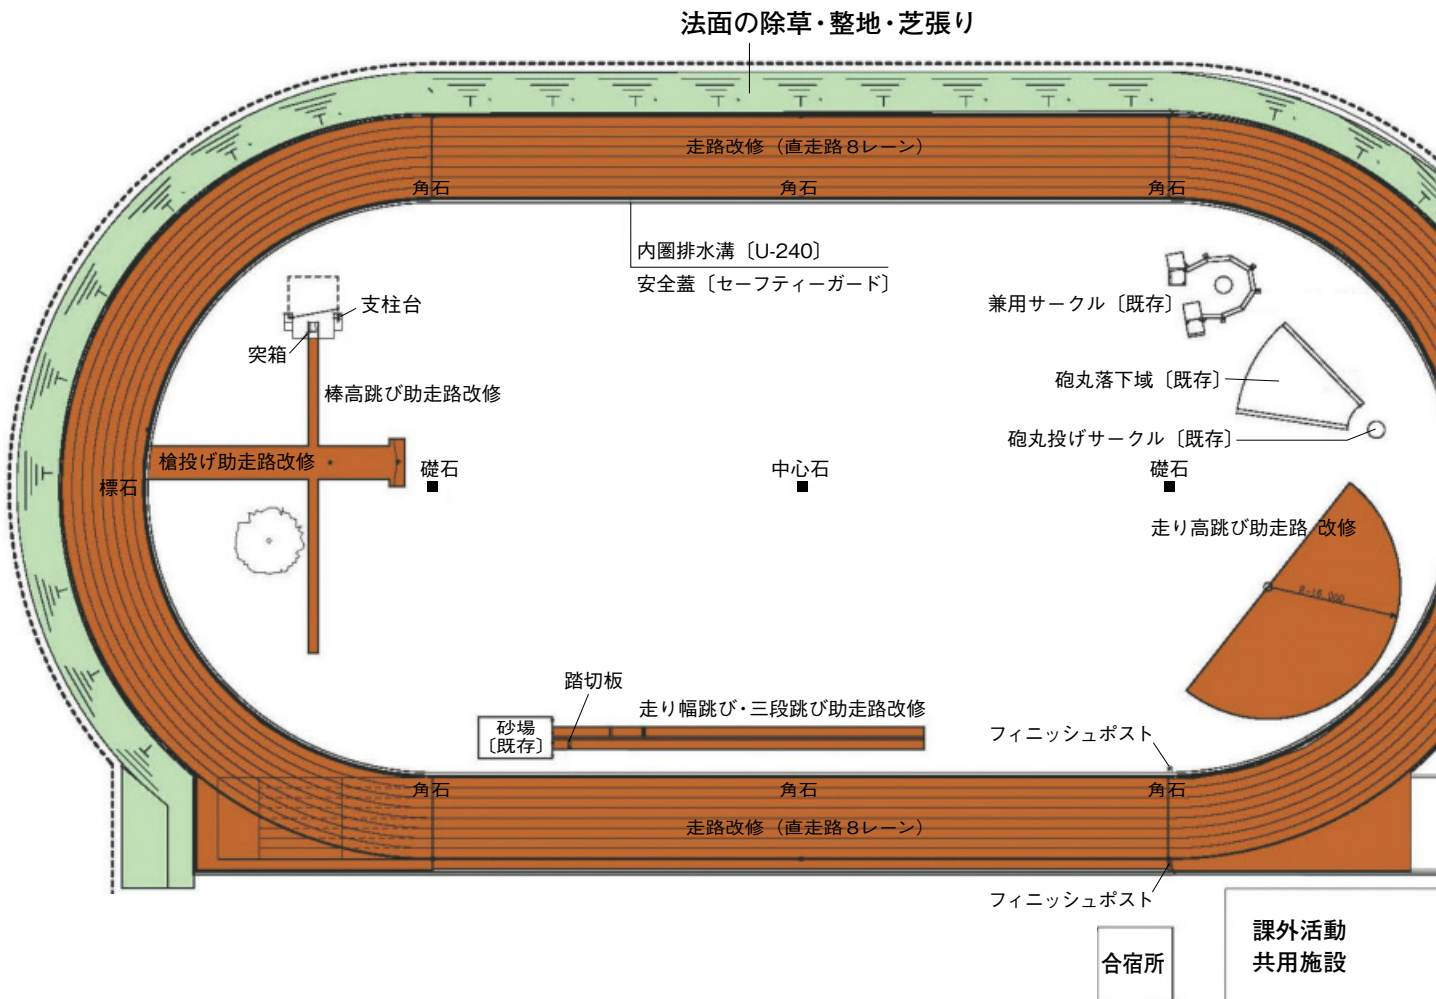 法面の除草・整地・芝張り
走路改修（直走路８レーン）
角石
角石
角石
内圏排水溝〔U-240〕
安全蓋〔セーフティーガード〕
支柱台
突箱
棒高跳び助走路改修
兼用サークル〔既存〕
砲丸落下域〔既存〕
砲丸投げサークル〔既存〕
槍投げ助走路改修
標石
礎石
中心石
礎石
走り高跳び助走路 改修
R=16.000
踏切板
砂場
〔既存〕
走り幅跳び・三段跳び助走路改修
フィニッシュポスト
角石
角石
角石
走路改修（直走路８レーン）
フィニッシュポスト
合宿所
課外活動
共用施設